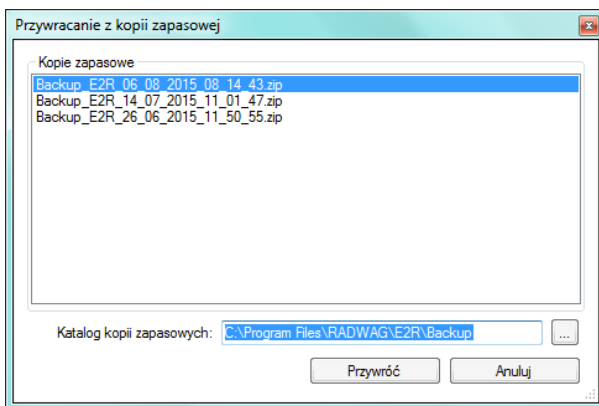 Przywracanie z kopii zapasowej
Kopie zapasowe
Backup_E2R_06_08_2015_08_14_43.zip
Backup_E2R_14_07_2015_11_01_47.zip
Backup_E2R_26_06_2015_11_50_55.zip
Katalog kopii zapasowych: C:\Program Files\RADWAG\E2R\Backup ...
Przywróć Anuluj